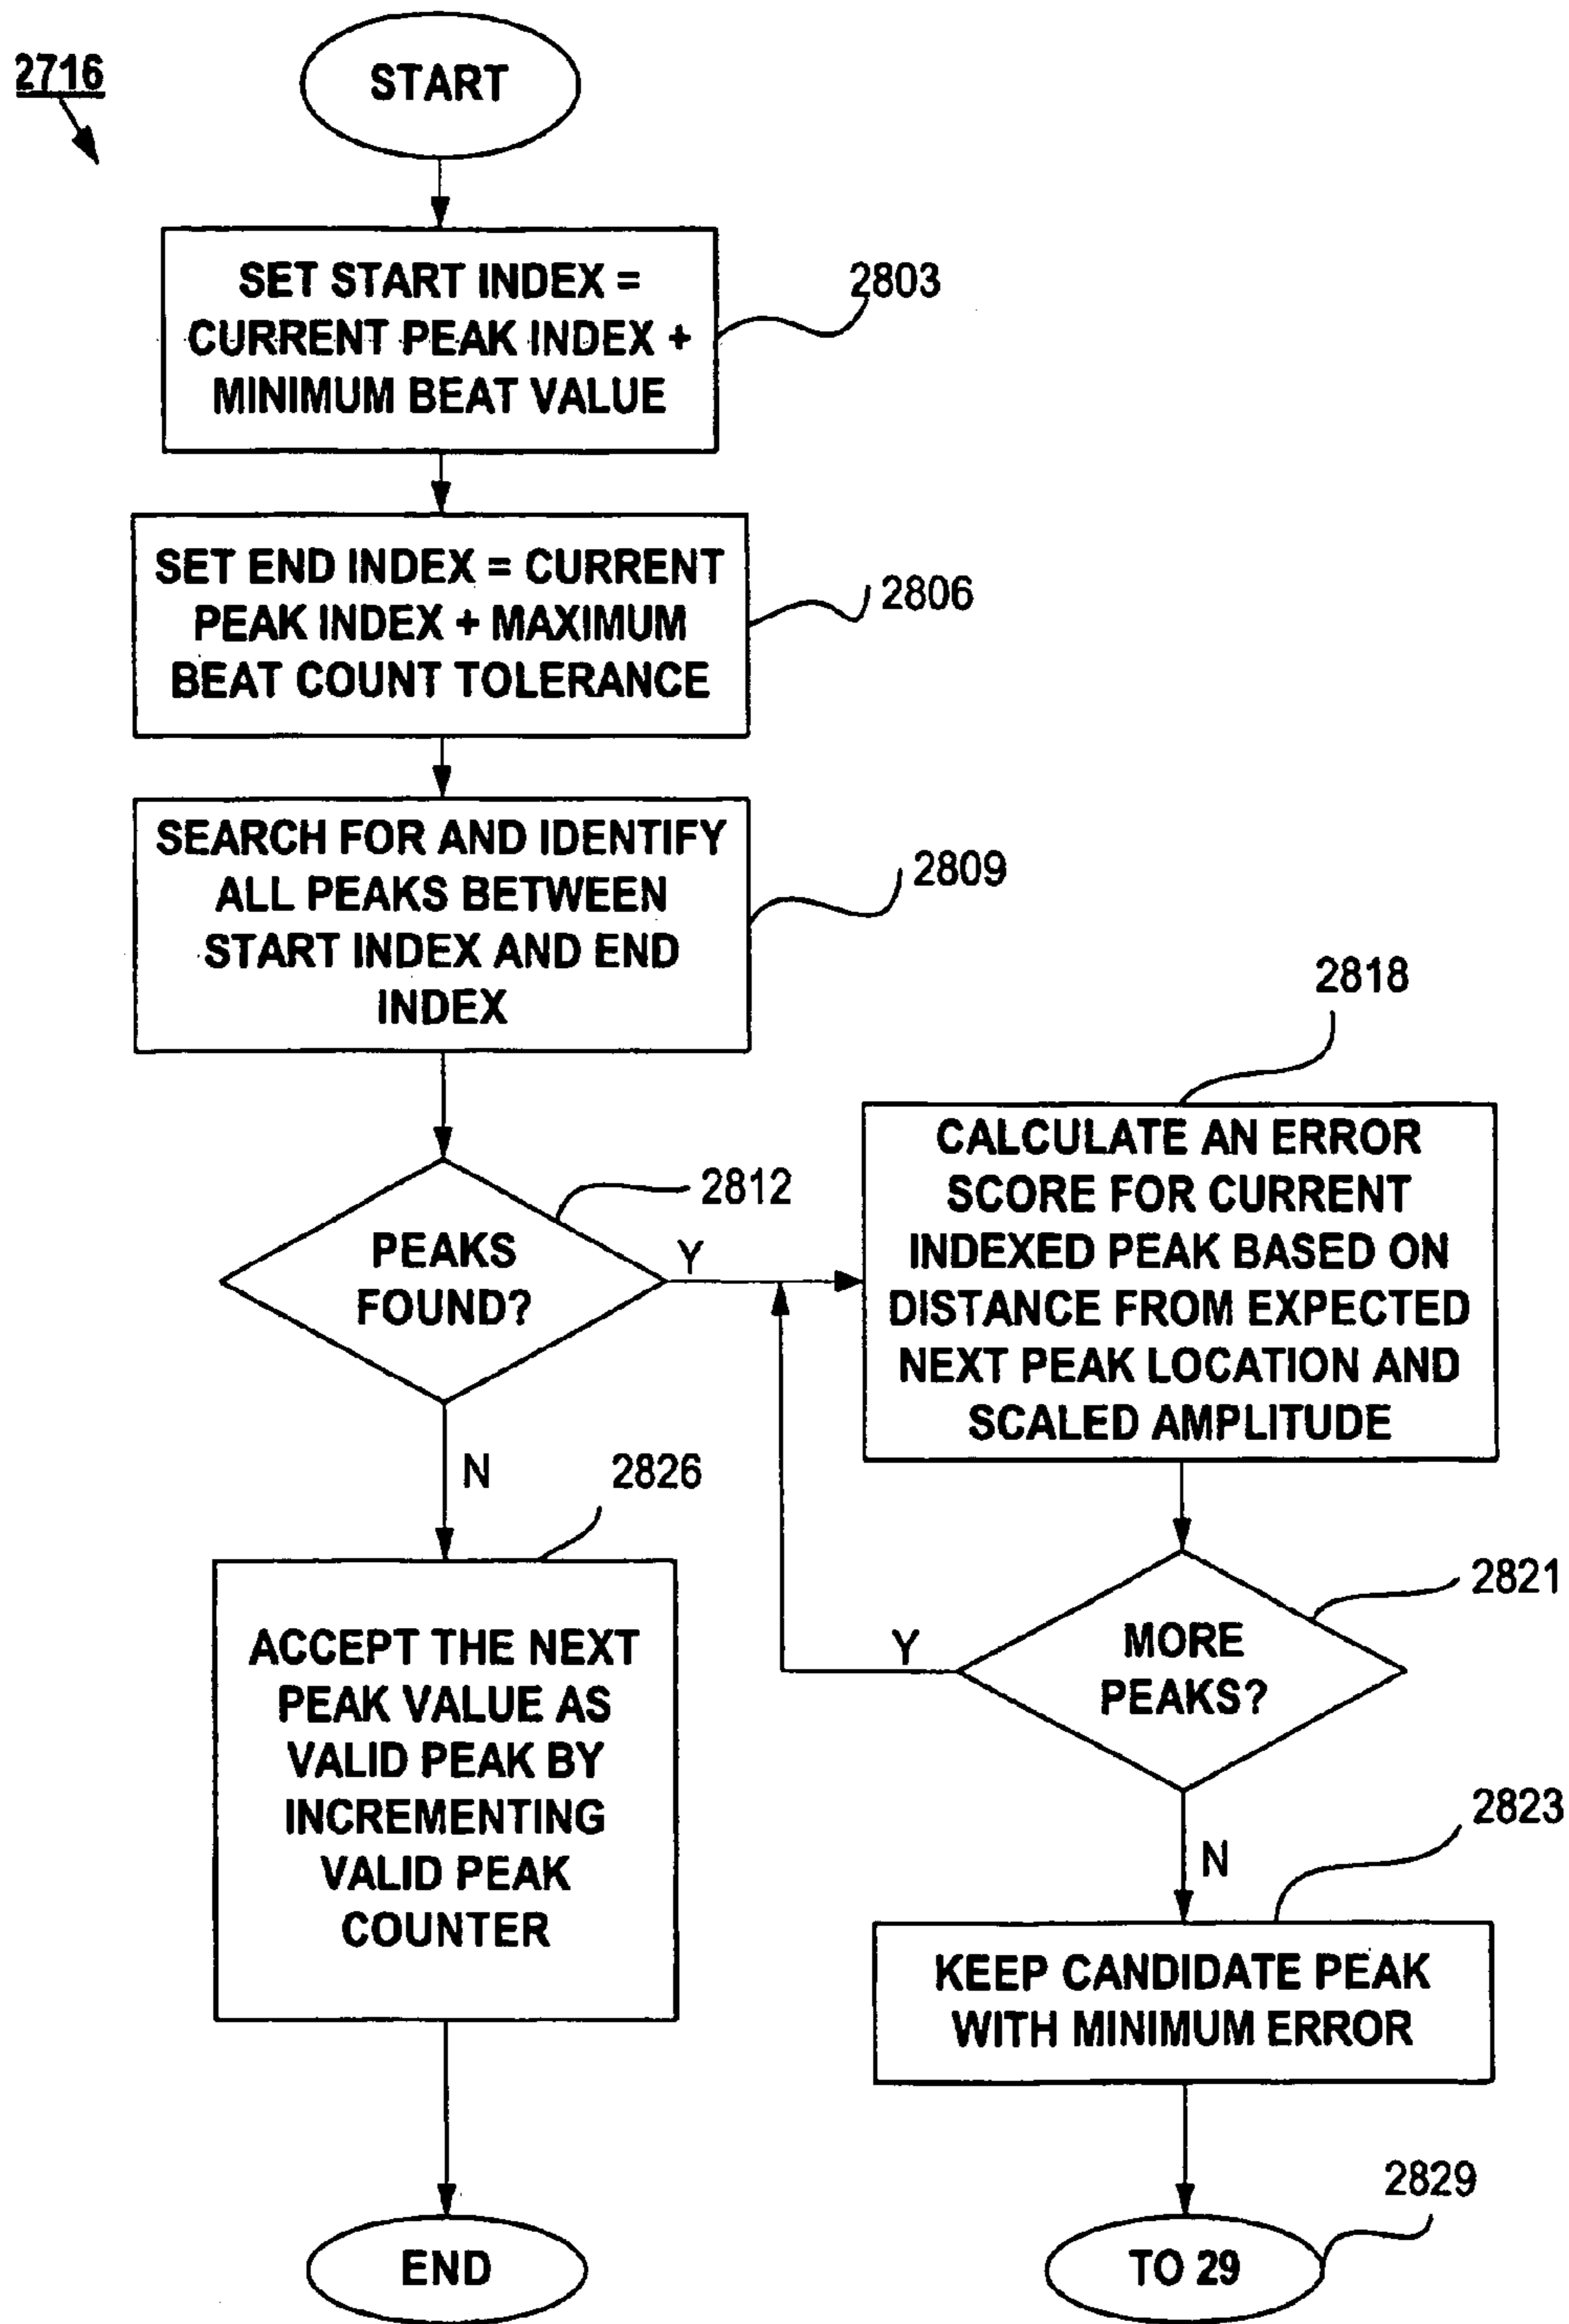 2716
START
SET START INDEX =
CURRENT PEAK INDEX +
MINIMUM BEAT VALUE
2803
SET END INDEX = CURRENT
PEAK INDEX + MAXIMUM
BEAT COUNT TOLERANCE
2806
SEARCH FOR AND IDENTIFY
ALL PEAKS BETWEEN
START INDEX AND END
INDEX
2809
PEAKS
FOUND?
2812
Y
N
2818
CALCULATE AN ERROR
SCORE FOR CURRENT
INDEXED PEAK BASED ON
DISTANCE FROM EXPECTED
NEXT PEAK LOCATION AND
SCALED AMPLITUDE
2826
ACCEPT THE NEXT
PEAK VALUE AS
VALID PEAK BY
INCREMENTING
VALID PEAK
COUNTER
MORE
PEAKS?
2821
Y
N
2823
KEEP CANDIDATE PEAK
WITH MINIMUM ERROR
END
TO 29
2829